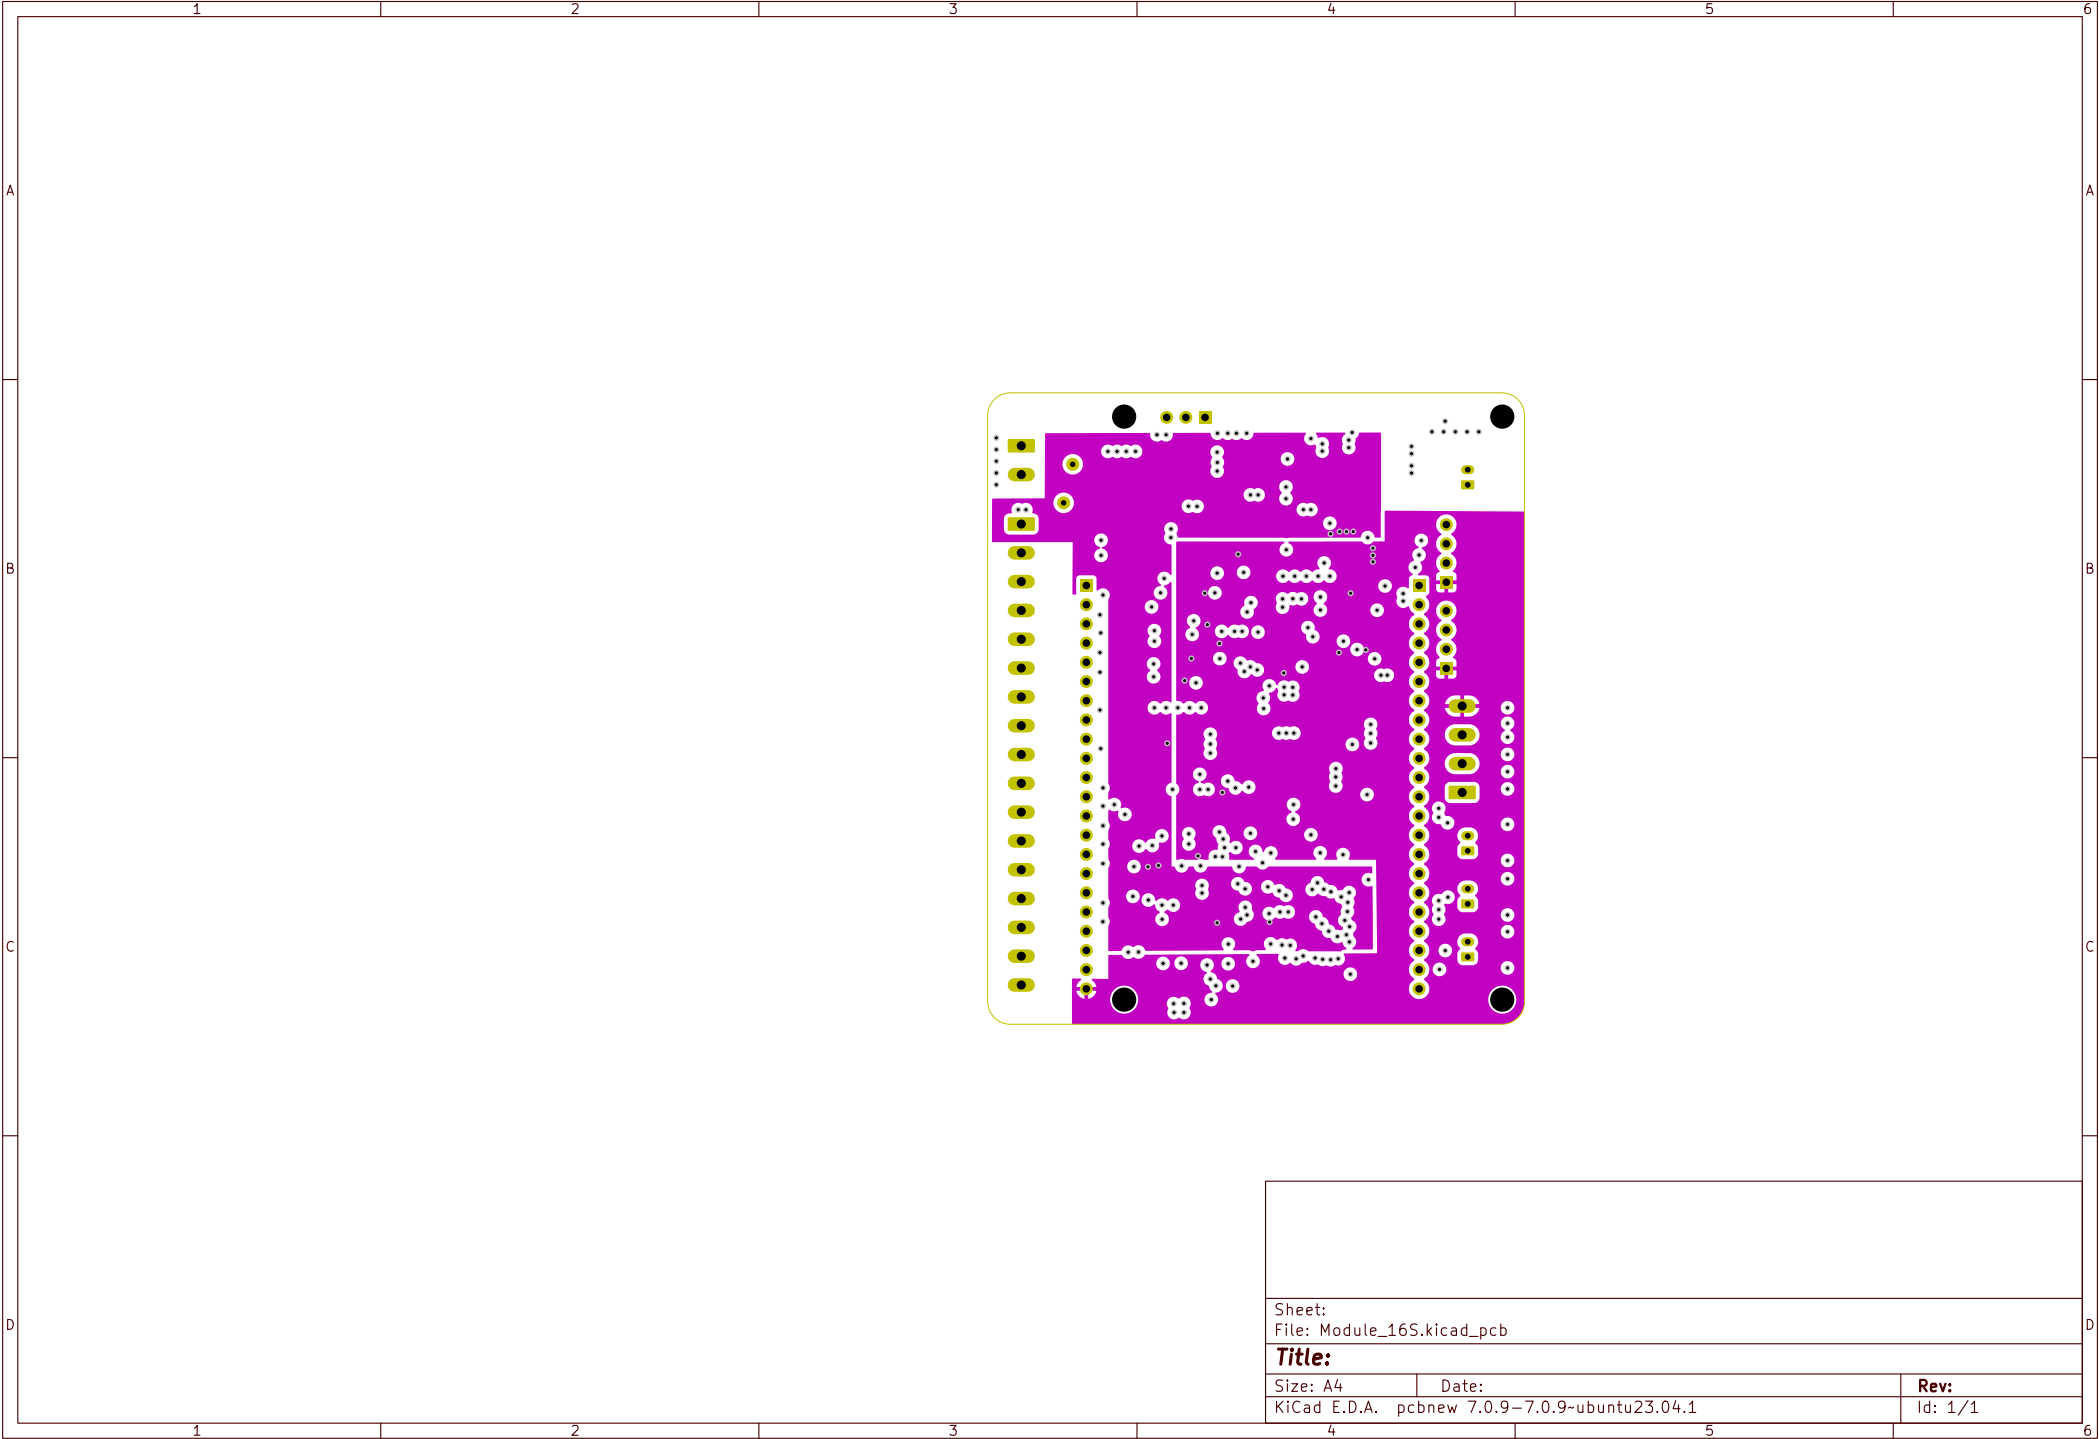 1 2 3 4 5 6
A A
B B
C C
D D
Sheet:
File: Module_16S.kicad_pcb
Title:
Size: A4 Date: Rev:
KiCad E.D.A. pcbnew 7.0.9-7.0.9~ubuntu23.04.1 Id: 1/1
1 2 3 4 5 6